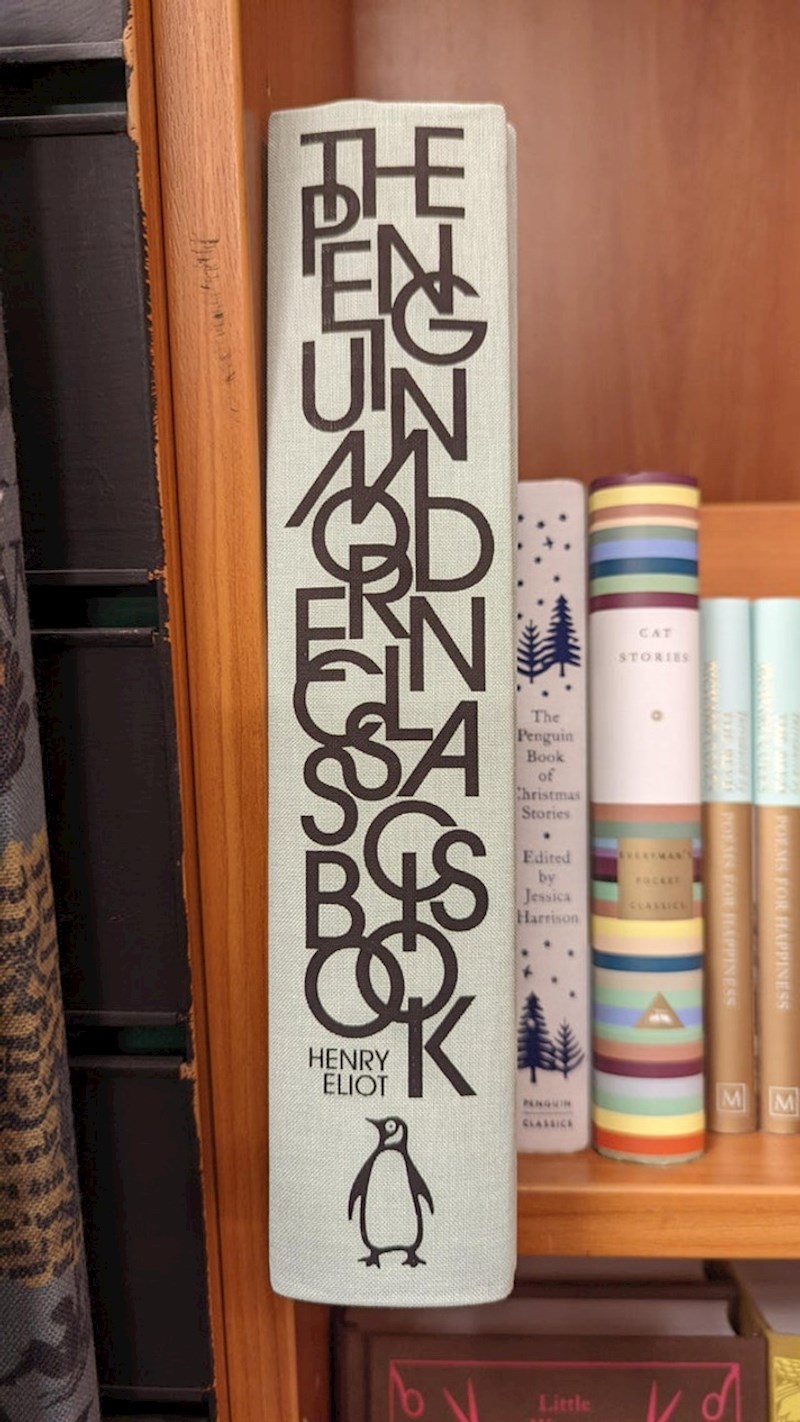 THE
PENGUIN
MODERN
CLASSICS
BOOK
HENRY
ELIOT
The
Penguin
Book
of
Christmas
Stories
Edited
by
Jessica
Harrison
PENGUIN
CLASSICS
CAT
STORIES
EVERYMAN'S
POCKET
CLASSICS
POEMS FOR HAPPINESS
M
POEMS FOR HAPPINESS
M
Little